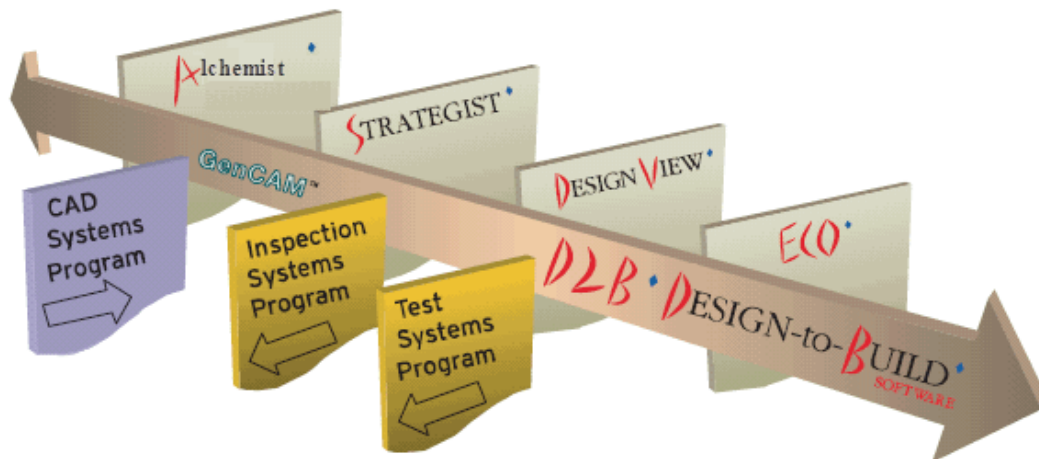 Alchemist
STRATEGIST
DESIGN VIEW
ECO
GenCAM™
D2B DESIGN-to-BUILD
SOFTWARE
CAD
Systems
Program
Inspection
Systems
Program
Test
Systems
Program